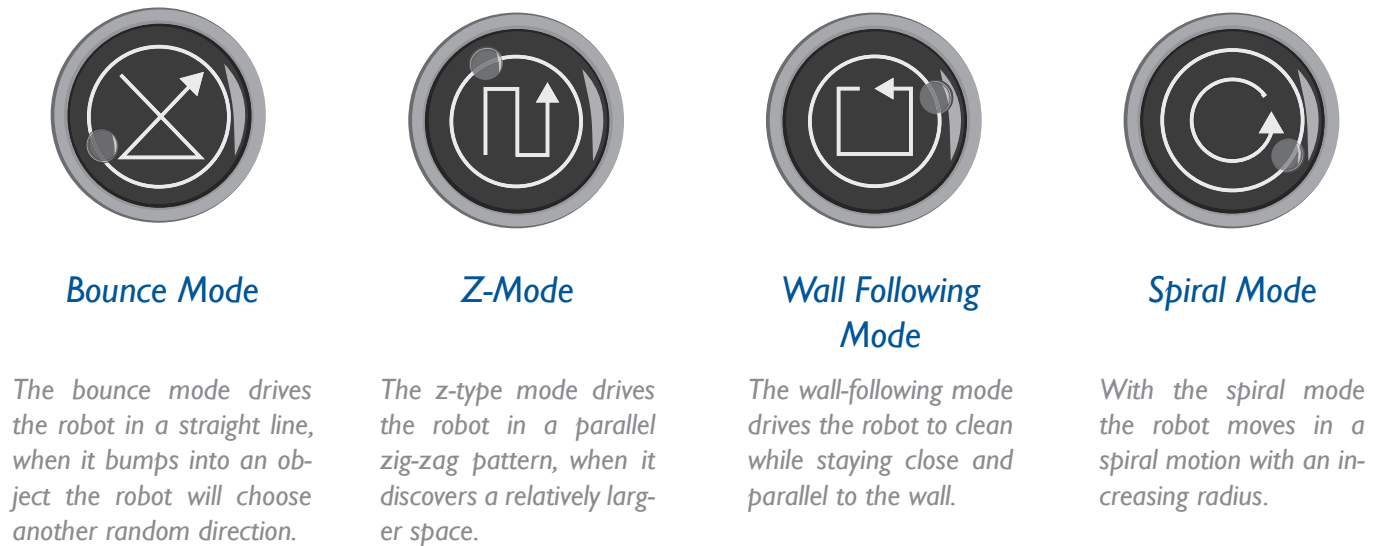 Bounce Mode
The bounce mode drives
the robot in a straight line,
when it bumps into an ob-
ject the robot will choose
another random direction.
Z-Mode
The z-type mode drives
the robot in a parallel
zig-zag pattern, when it
discovers a relatively larg-
er space.
Wall Following
Mode
The wall-following mode
drives the robot to clean
while staying close and
parallel to the wall.
Spiral Mode
With the spiral mode
the robot moves in a
spiral motion with an in-
creasing radius.